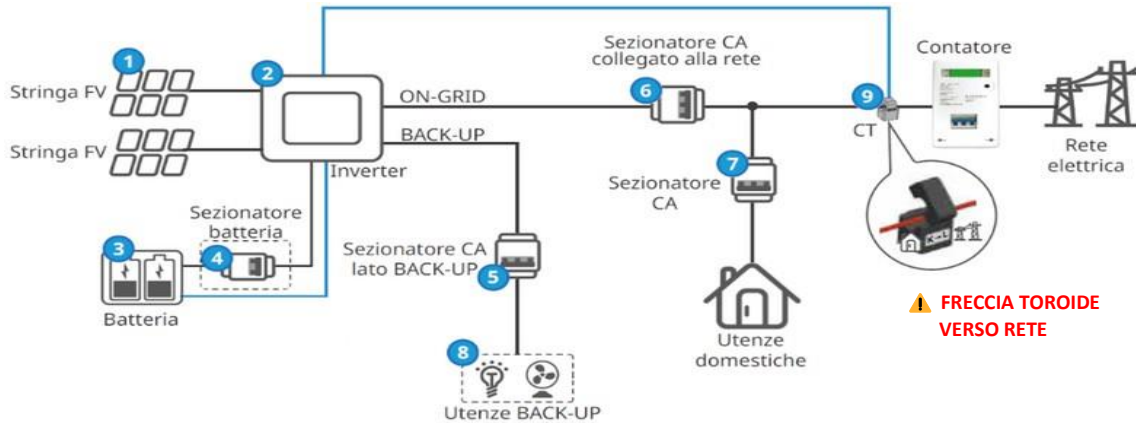 1
Stringa FV
Stringa FV
2
Inverter
ON-GRID
BACK-UP
Sezionatore CA
collegato alla rete
6
9
CT
Contatore
Rete
elettrica
7
Sezionatore
CA
Sezionatore
batteria
3
4
Batteria
Sezionatore CA
lato BACK-UP
5
8
Utenze BACK-UP
Utenze
domestiche
⚠ FRECCIA TOROIDE
VERSO RETE